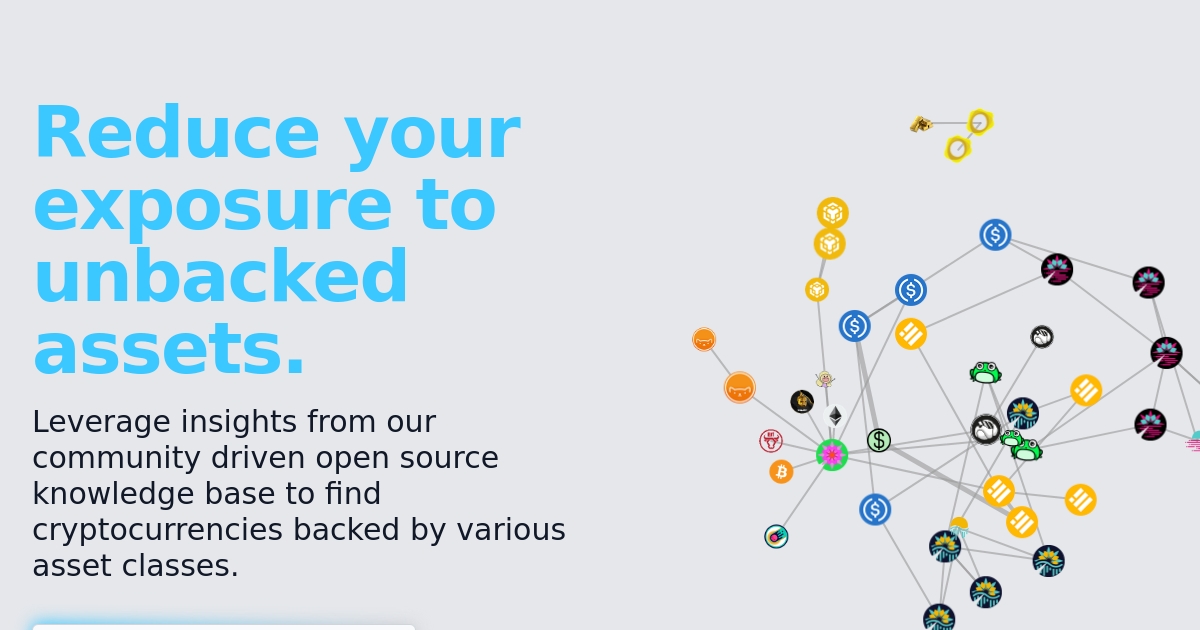 Reduce your
exposure to
unbacked
assets.
Leverage insights from our
community driven open source
knowledge base to find
cryptocurrencies backed by various
asset classes.